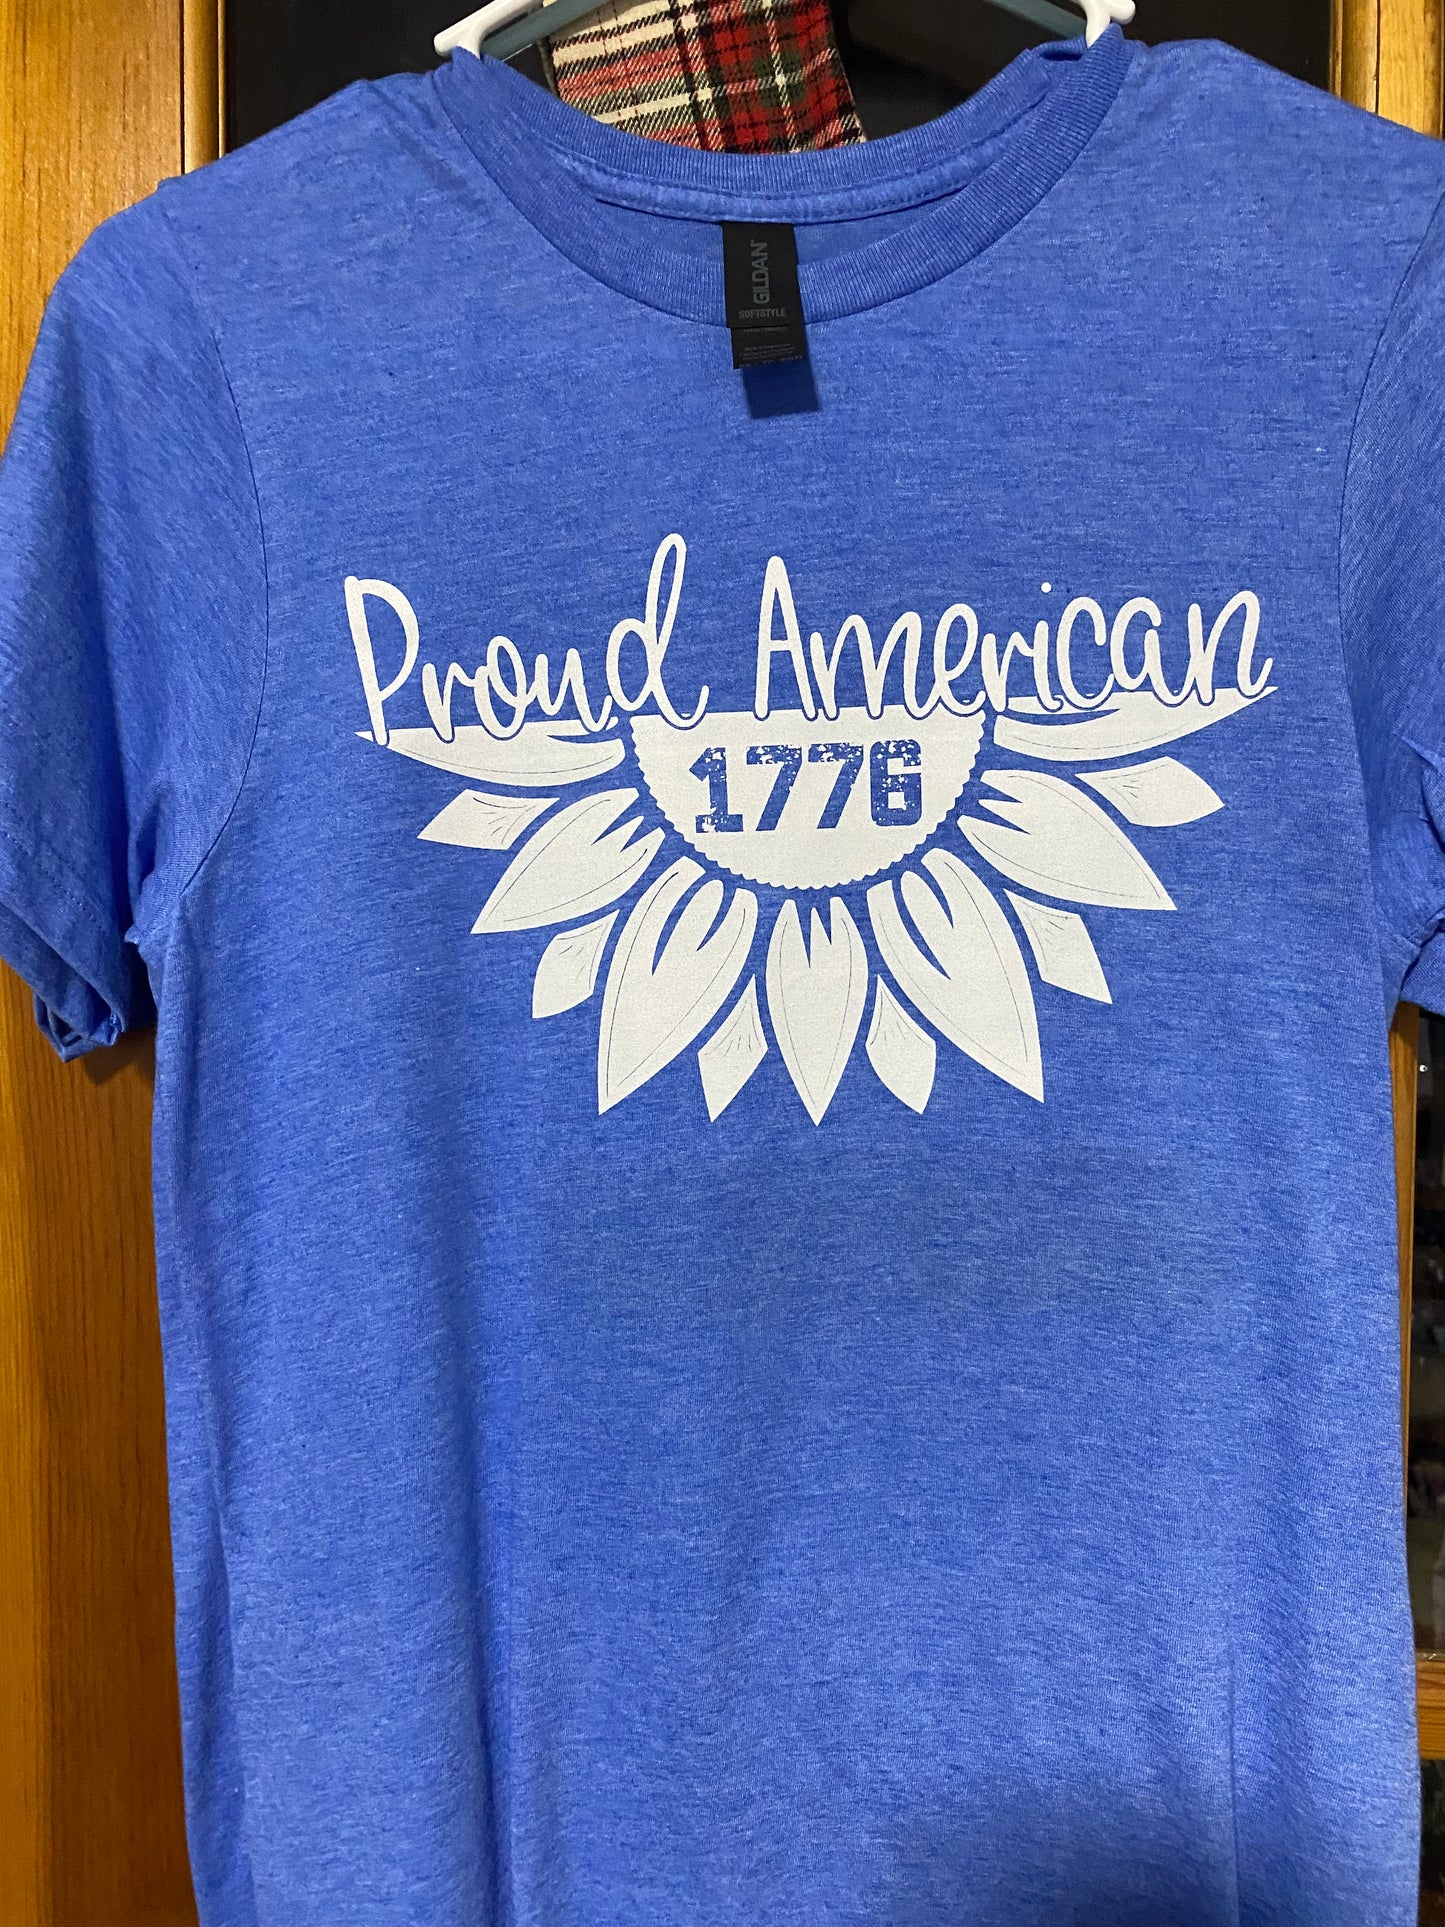 GILDAN
SOFTSTYLE
Proud American
1776